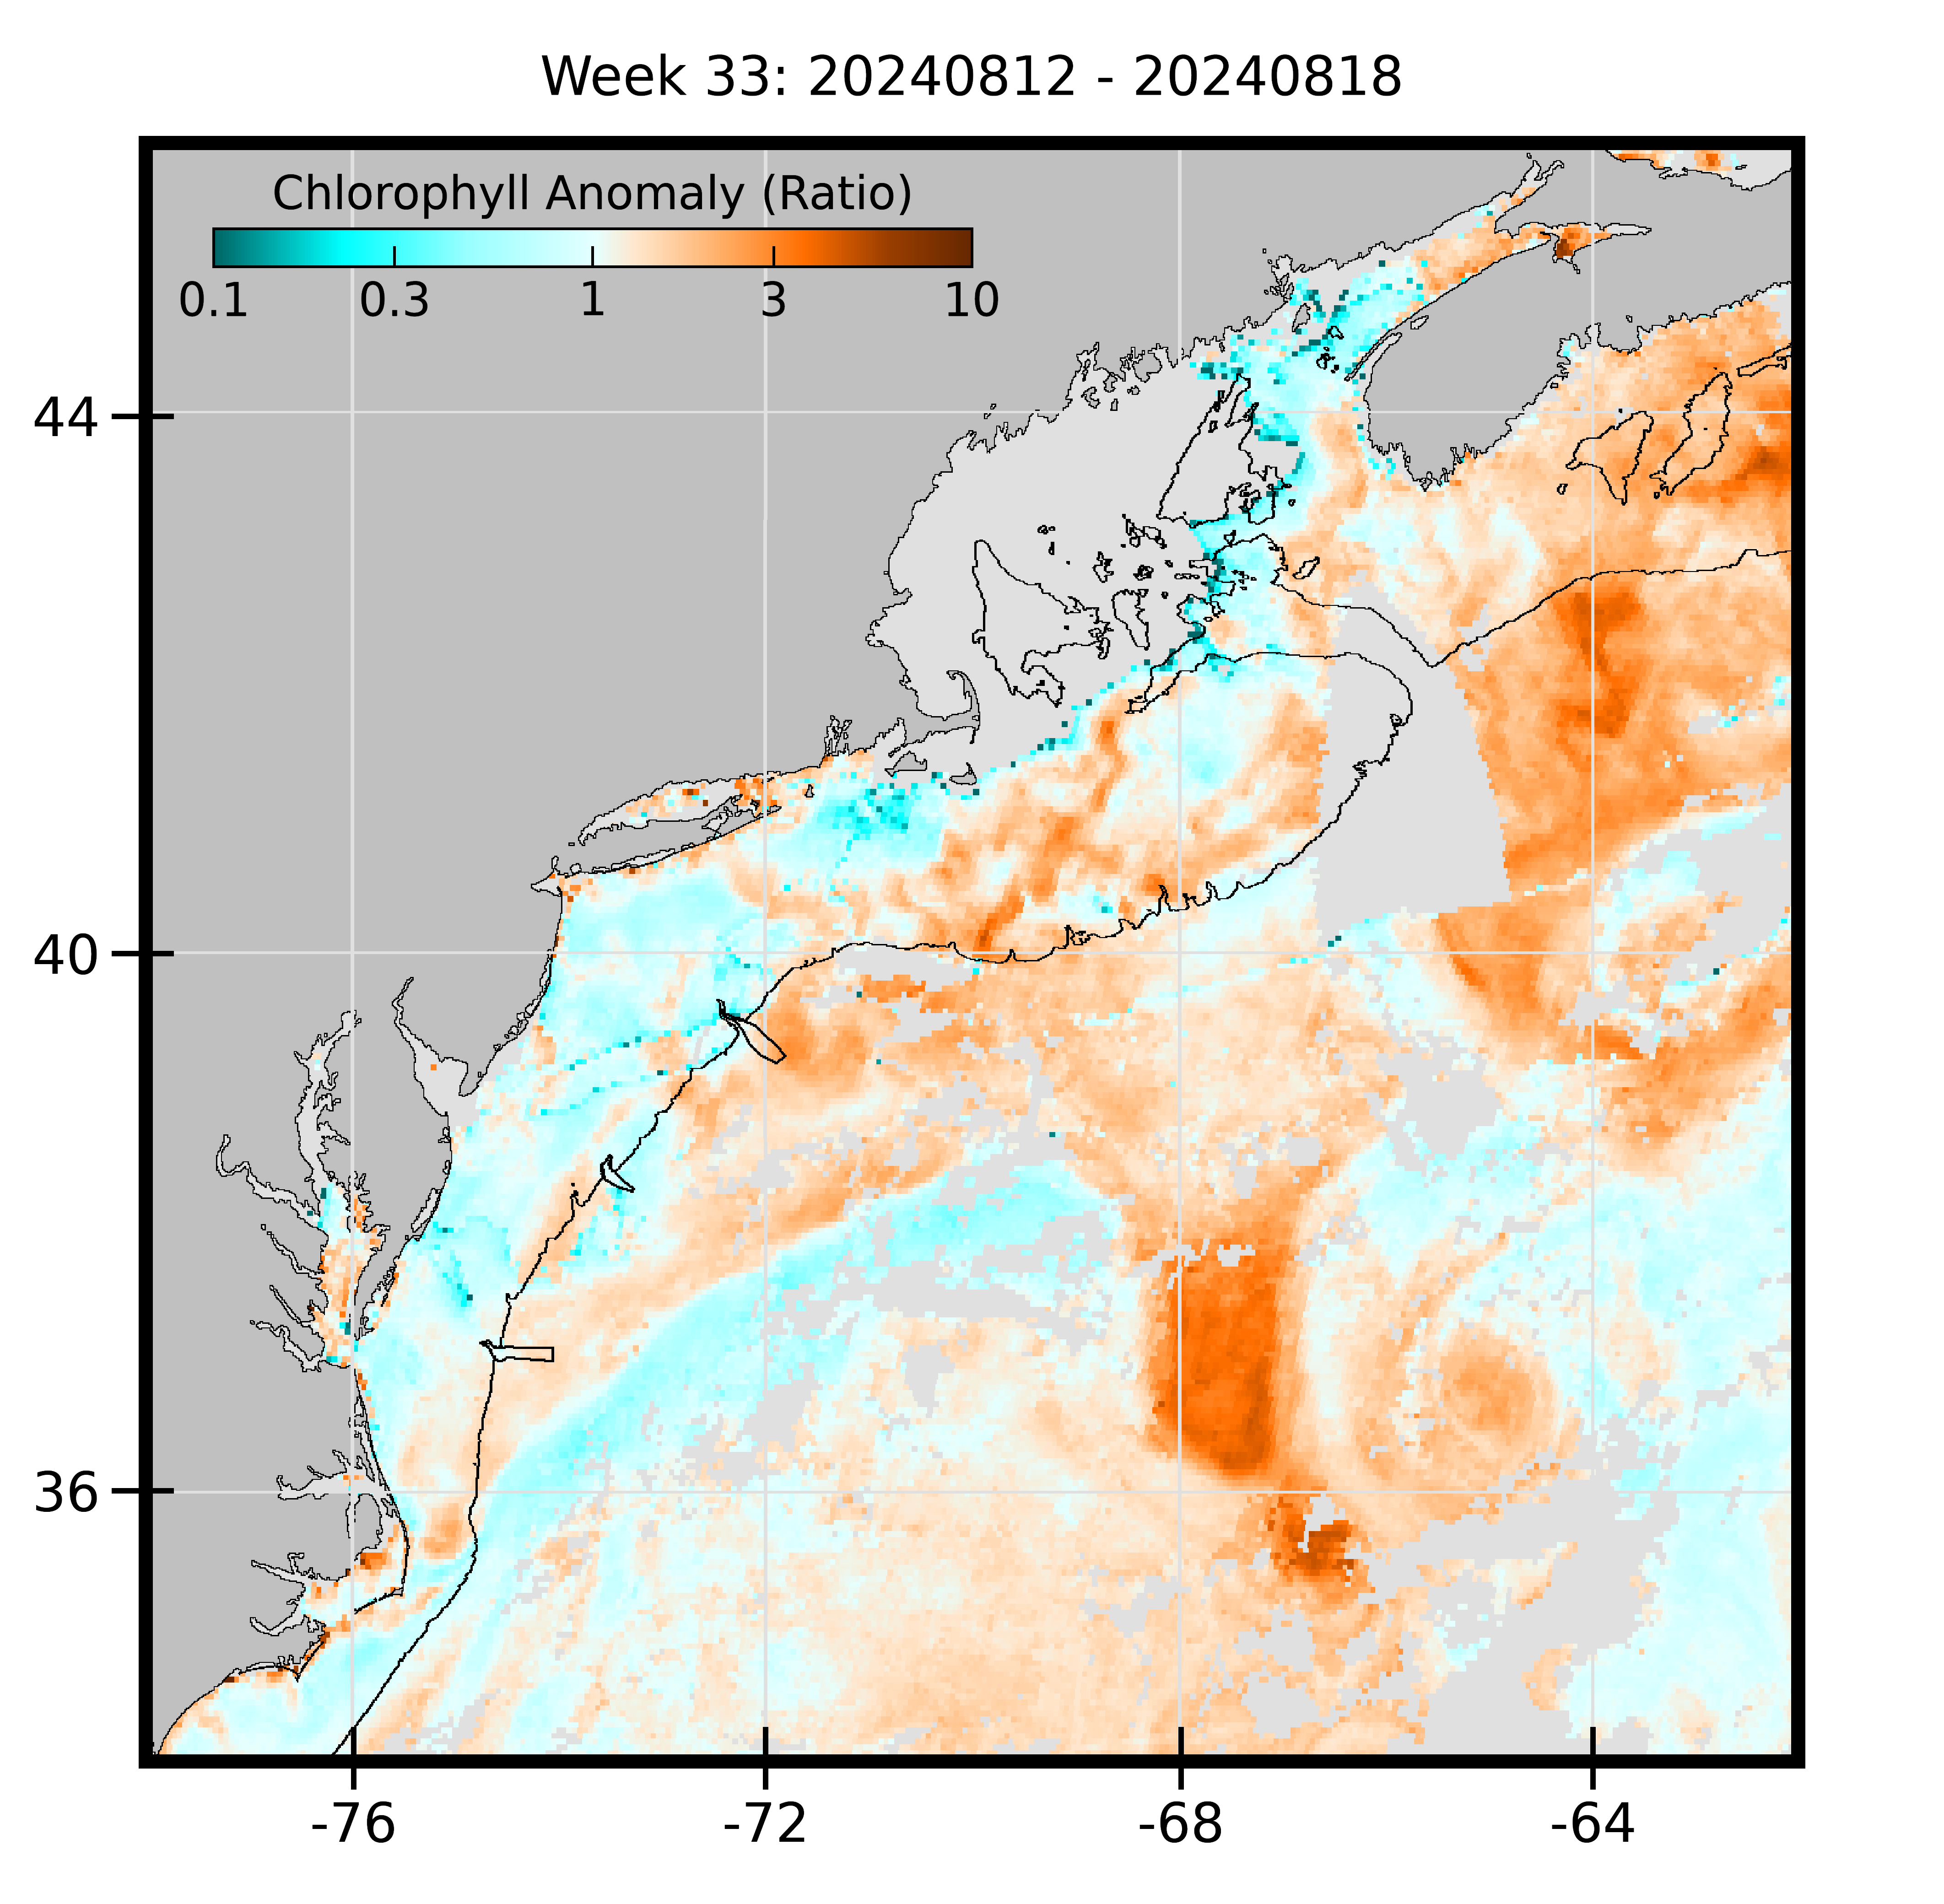 Week 33: 20240812 - 20240818
Chlorophyll Anomaly (Ratio)
0.1 0.3 1 3 10
44
40
36
-76 -72 -68 -64